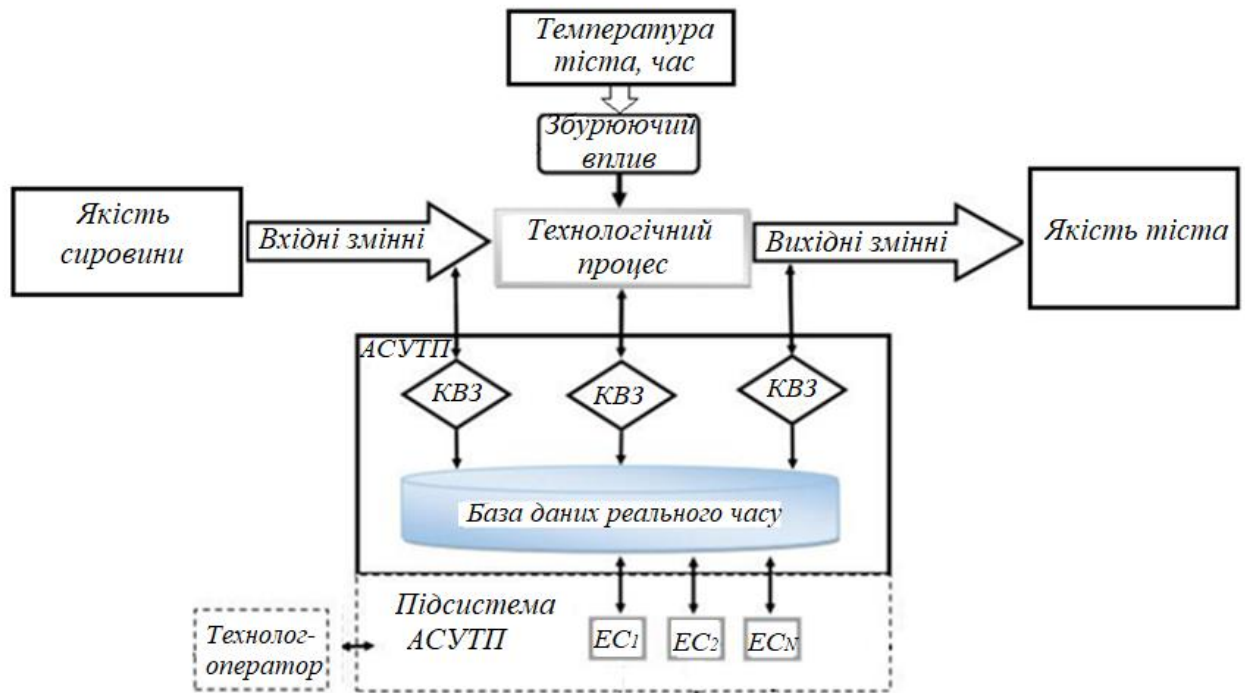 Температура
тіста, час
Збурюючий
вплив
Якість
сировини
Вхідні змінні
Технологічний
процес
Вихідні змінні
Якість тіста
АСУТП
КВЗ
КВЗ
КВЗ
База даних реального часу
Підсистема
АСУТП
Технолог-
оператор
ЕС1
ЕС2
ЕСN